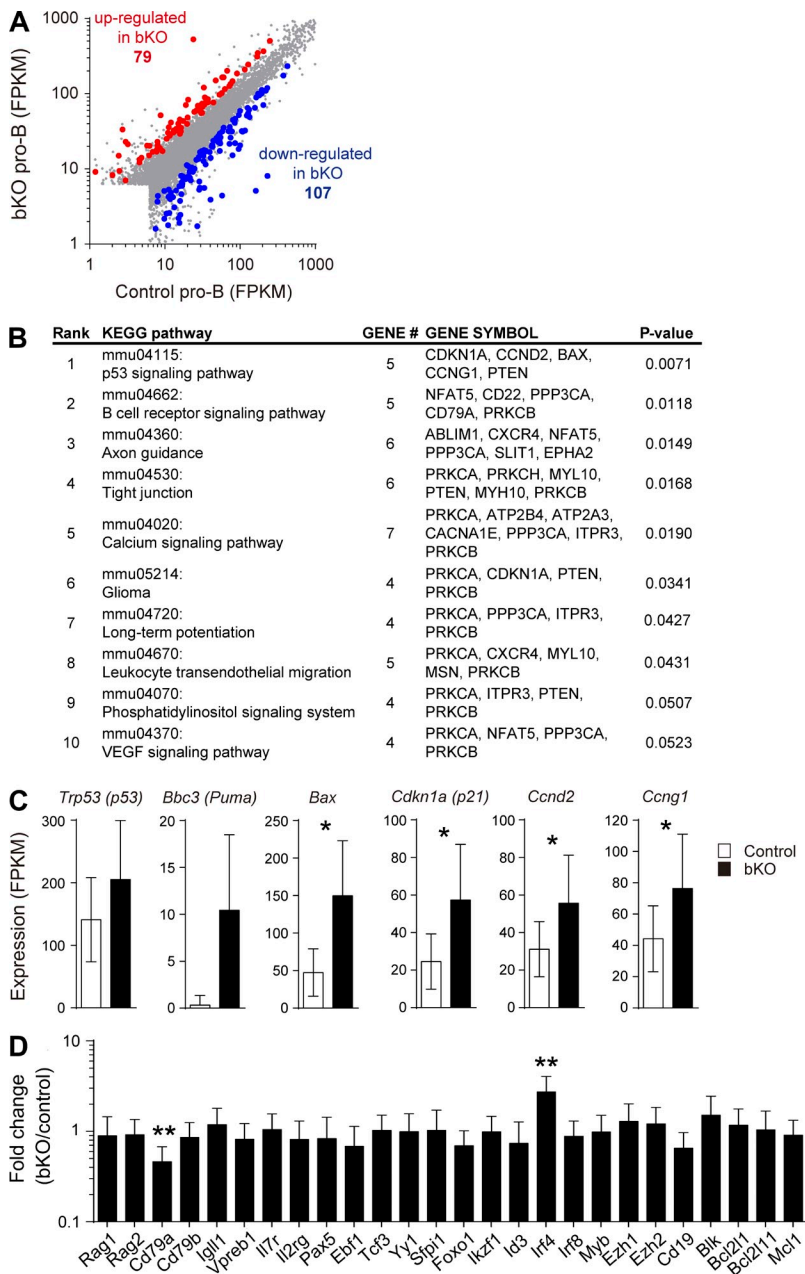 A
up-regulated
in bKO
79
down-regulated
in bKO
107
bKO pro-B (FPKM)
1000
100
10
1
1 10 100 1000
Control pro-B (FPKM)
B
Rank KEGG pathway GENE # GENE SYMBOL P-value
1 mmu04115: p53 signaling pathway 5 CDKN1A, CCND2, BAX, CCNG1, PTEN 0.0071
2 mmu04662: B cell receptor signaling pathway 5 NFAT5, CD22, PPP3CA, CD79A, PRKCB 0.0118
3 mmu04360: Axon guidance 6 ABLIM1, CXCR4, NFAT5, PPP3CA, SLIT1, EPHA2 0.0149
4 mmu04530: Tight junction 6 PRKCA, PRKCH, MYL10, PTEN, MYH10, PRKCB 0.0168
5 mmu04020: Calcium signaling pathway 7 PRKCA, ATP2B4, ATP2A3, CACNA1E, PPP3CA, ITPR3, PRKCB 0.0190
6 mmu05214: Glioma 4 PRKCA, CDKN1A, PTEN, PRKCB 0.0341
7 mmu04720: Long-term potentiation 4 PRKCA, PPP3CA, ITPR3, PRKCB 0.0427
8 mmu04670: Leukocyte transendothelial migration 5 PRKCA, CXCR4, MYL10, MSN, PRKCB 0.0431
9 mmu04070: Phosphatidylinositol signaling system 4 PRKCA, ITPR3, PTEN, PRKCB 0.0507
10 mmu04370: VEGF signaling pathway 4 PRKCA, NFAT5, PPP3CA, PRKCB 0.0523
C
Expression (FPKM)
Trp53 (p53) Bbc3 (Puma) Bax Cdkn1a (p21) Ccnd2 Ccng1
300
200
100
0
20
15
10
5
0
250
200
150
100
50
0
*
100
80
60
40
20
0
*
100
80
60
40
20
0
*
120
100
80
60
40
20
0
*
Control
bKO
D
Fold change
(bKO/control)
10
1
0.1
** **
Rag1 Rag2 Cd79a Cd79b Igll1 Vpreb1 Il7r Il2rg Pax5 Ebf1 Tcf3 Yy1 Sfpi1 Foxo1 Ikzf1 Id3 Irf4 Irf8 Myb Ezh1 Ezh2 Cd19 Blk Bcl2l1 Bcl2l11 Mcl1